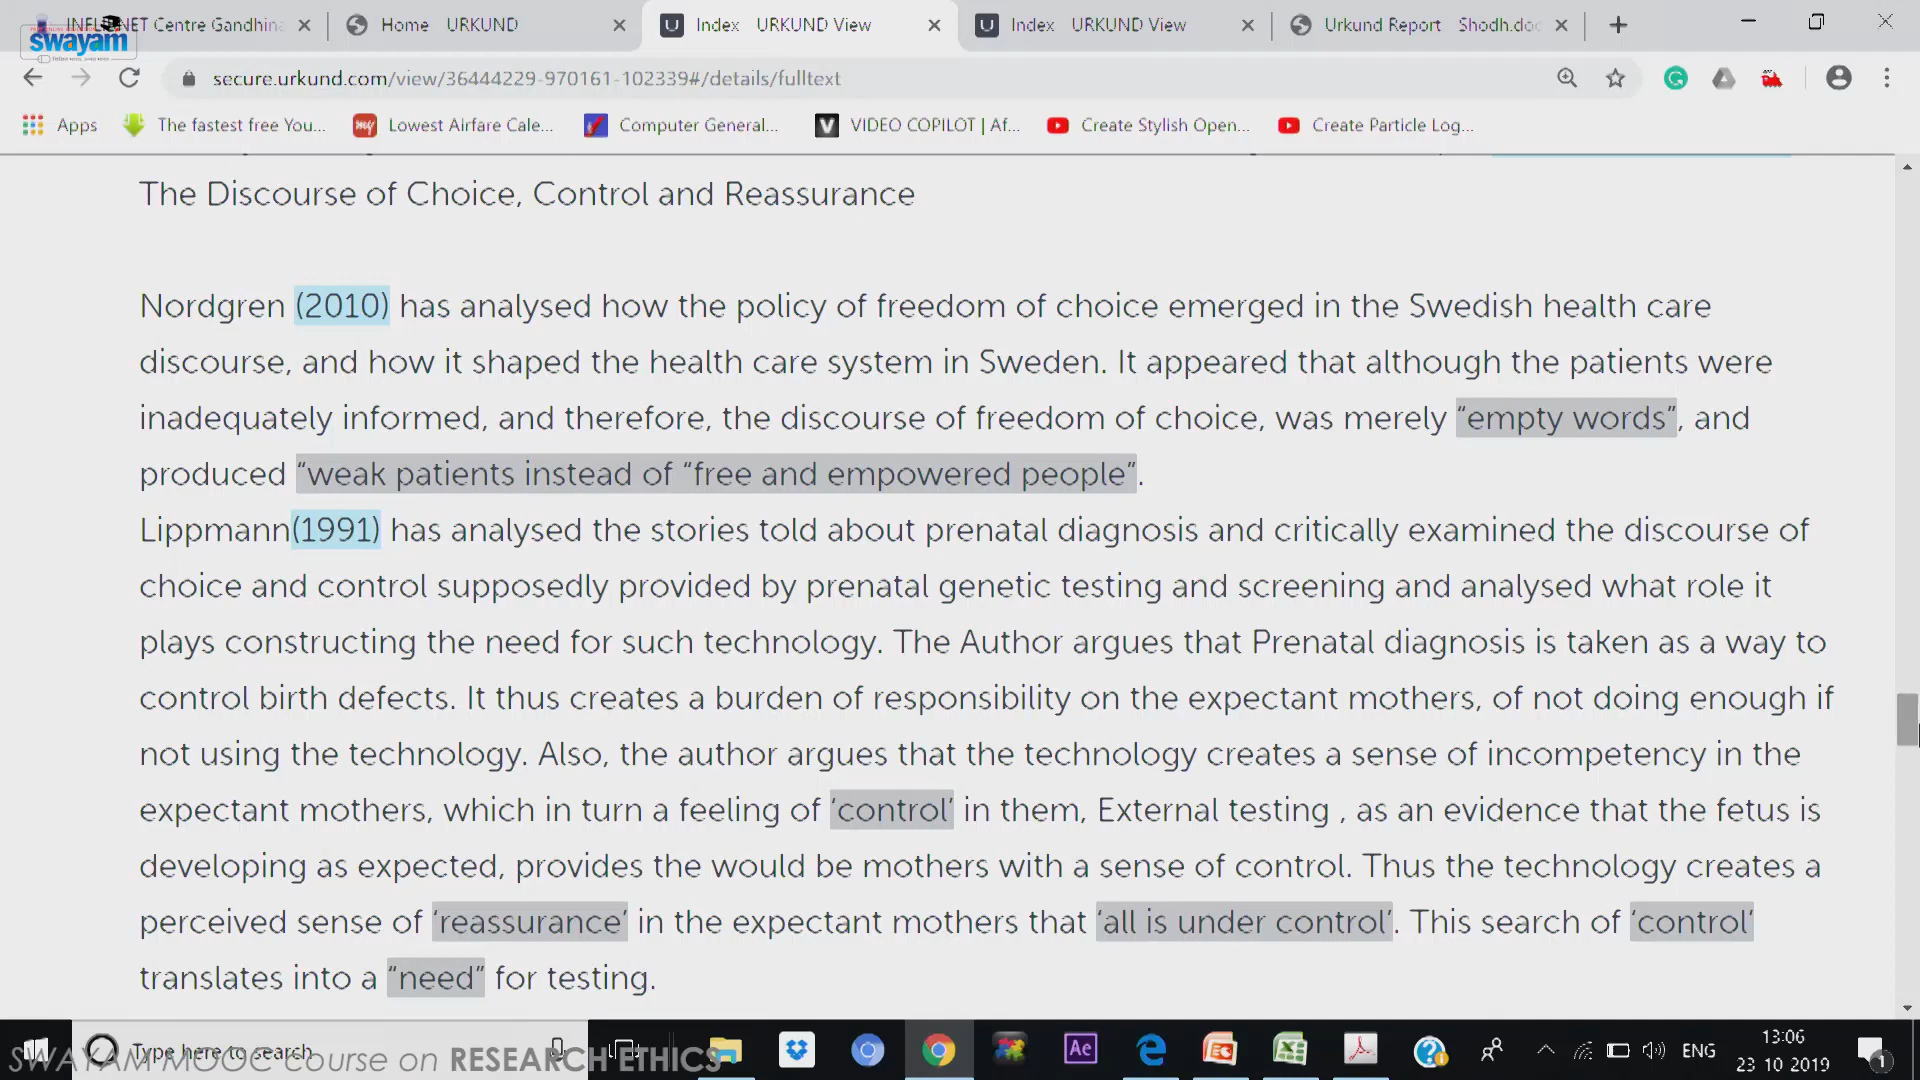 INFLIBNET Centre Gandhina
Home URKUND
Index URKUND View
Index URKUND View
Urkund Report Shodh.doc
swayam
secure.urkund.com/view/36444229-970161-102339#/details/fulltext
Apps
The fastest free You...
Lowest Airfare Cale...
Computer General...
VIDEO COPILOT | Af...
Create Stylish Open...
Create Particle Log...
The Discourse of Choice, Control and Reassurance
Nordgren (2010) has analysed how the policy of freedom of choice emerged in the Swedish health care
discourse, and how it shaped the health care system in Sweden. It appeared that although the patients were
inadequately informed, and therefore, the discourse of freedom of choice, was merely “empty words”, and
produced “weak patients instead of “free and empowered people”.
Lippmann(1991) has analysed the stories told about prenatal diagnosis and critically examined the discourse of
choice and control supposedly provided by prenatal genetic testing and screening and analysed what role it
plays constructing the need for such technology. The Author argues that Prenatal diagnosis is taken as a way to
control birth defects. It thus creates a burden of responsibility on the expectant mothers, of not doing enough if
not using the technology. Also, the author argues that the technology creates a sense of incompetency in the
expectant mothers, which in turn a feeling of ‘control’ in them, External testing , as an evidence that the fetus is
developing as expected, provides the would be mothers with a sense of control. Thus the technology creates a
perceived sense of ‘reassurance’ in the expectant mothers that ‘all is under control’. This search of ‘control’
translates into a “need” for testing.
Type here to search
SWAYAM MOOC course on RESEARCH ETHICS
Ae
ENG
13:06
23-10-2019
1